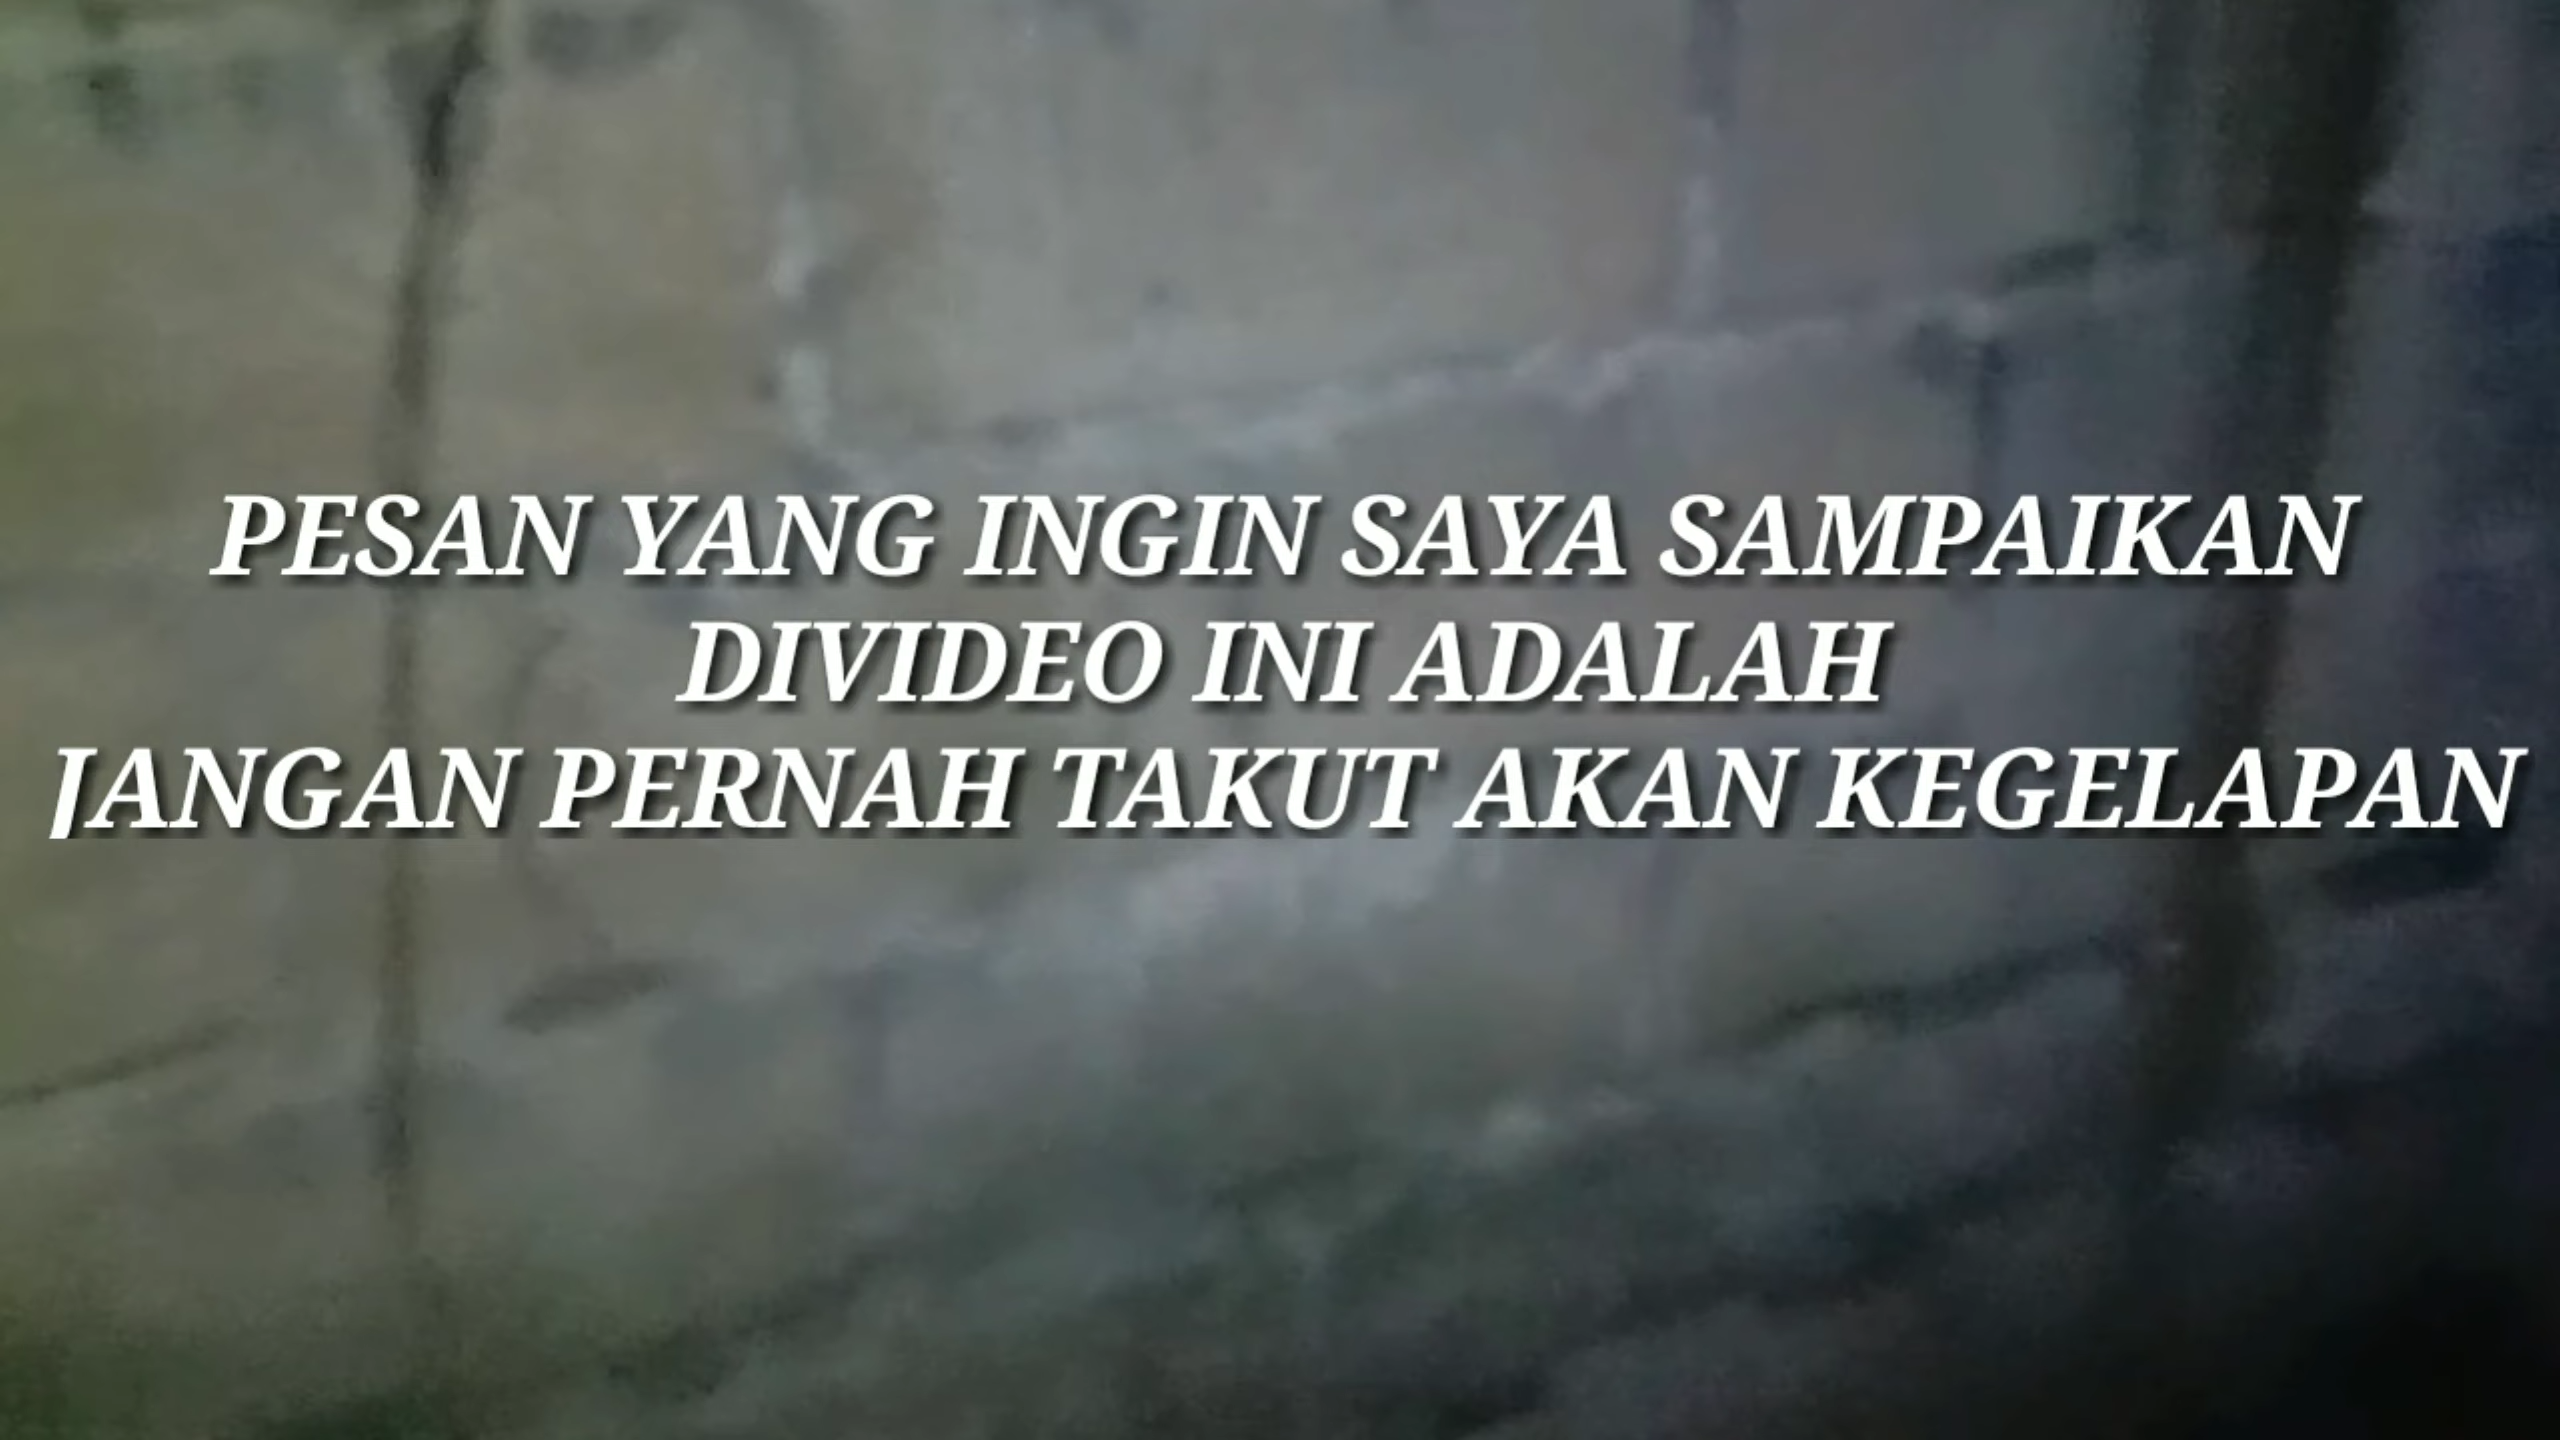 PESAN YANG INGIN SAYA SAMPAIKAN
DIVIDEO INI ADALAH
JANGAN PERNAH TAKUT AKAN KEGELAPAN